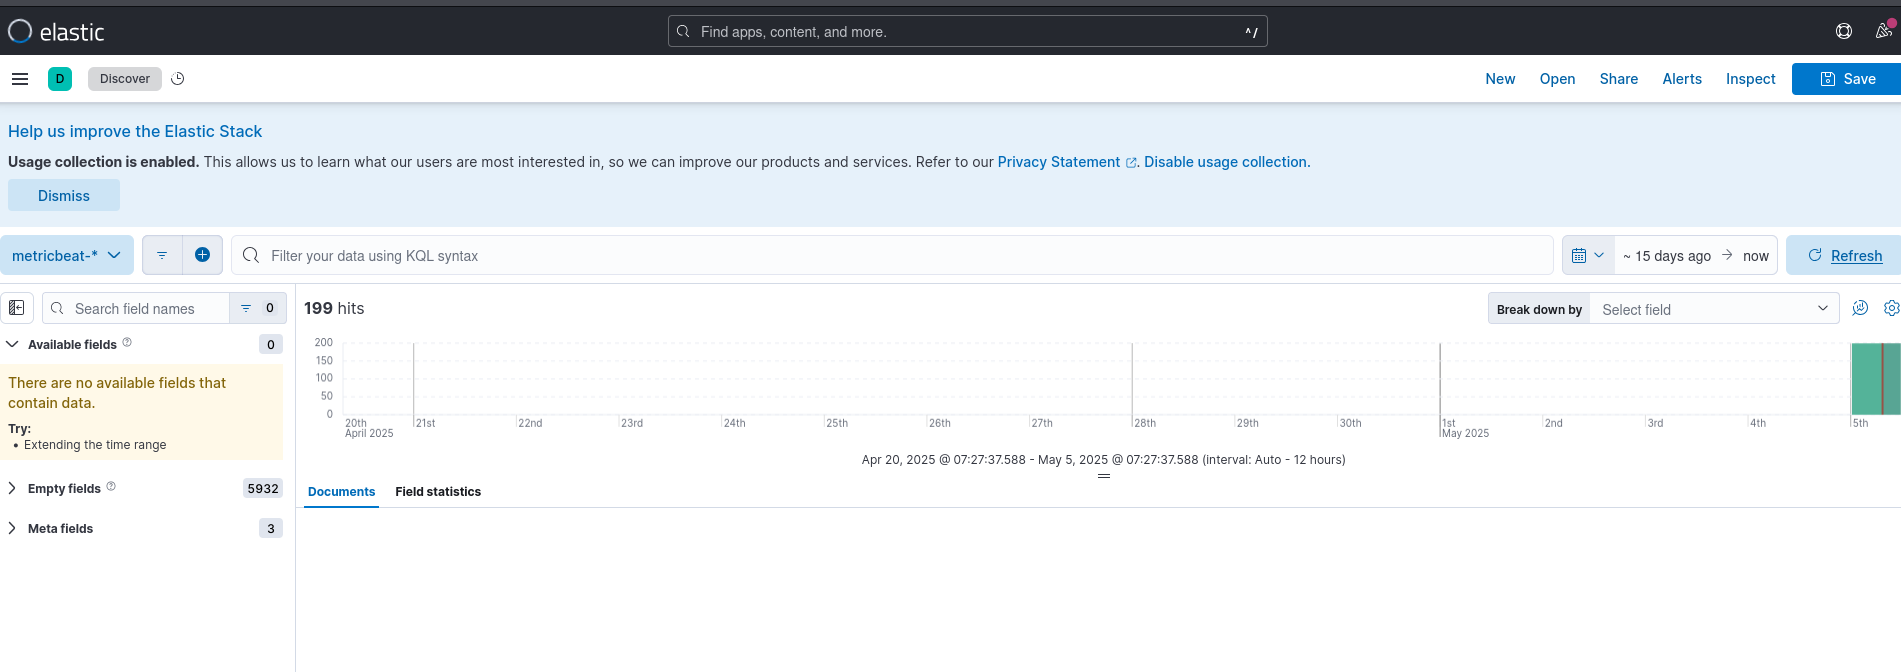 elastic
Find apps, content, and more.
^/
D
Discover
New
Open
Share
Alerts
Inspect
Save
Help us improve the Elastic Stack
Usage collection is enabled. This allows us to learn what our users are most interested in, so we can improve our products and services. Refer to our Privacy Statement. Disable usage collection.
Dismiss
metricbeat-*
Filter your data using KQL syntax
~ 15 days ago → now
Refresh
Search field names
0
199 hits
Break down by
Select field
Available fields
0
There are no available fields that
contain data.
Try:
• Extending the time range
Empty fields
5932
Meta fields
3
200
150
100
50
0
20th
April 2025
21st
22nd
23rd
24th
25th
26th
27th
28th
29th
30th
1st
May 2025
2nd
3rd
4th
5th
Apr 20, 2025 @ 07:27:37.588 - May 5, 2025 @ 07:27:37.588 (interval: Auto - 12 hours)
Documents
Field statistics